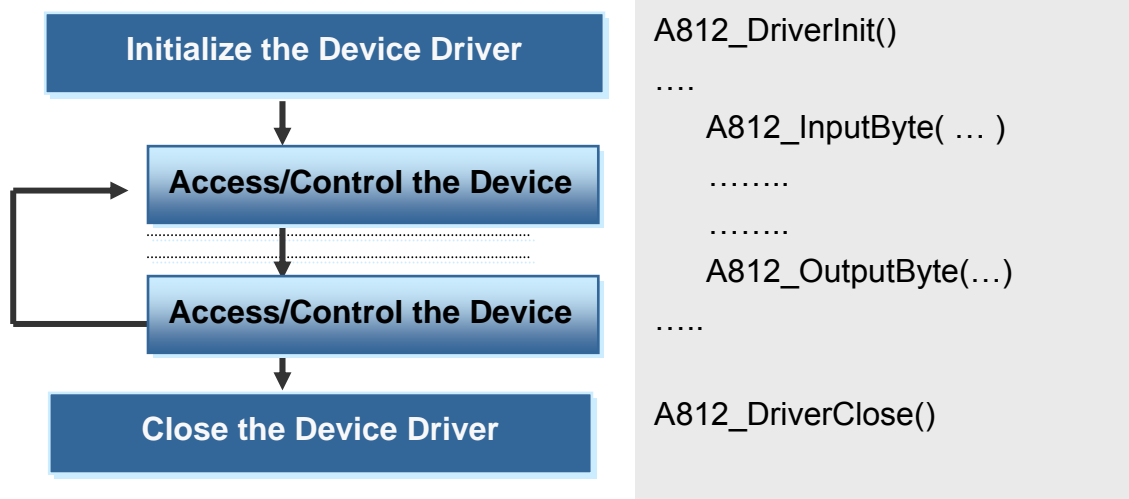 Initialize the Device Driver
Access/Control the Device
Access/Control the Device
Close the Device Driver
A812_DriverInit()
….
A812_InputByte( … )
……..
……..
A812_OutputByte(…)
…..
A812_DriverClose()